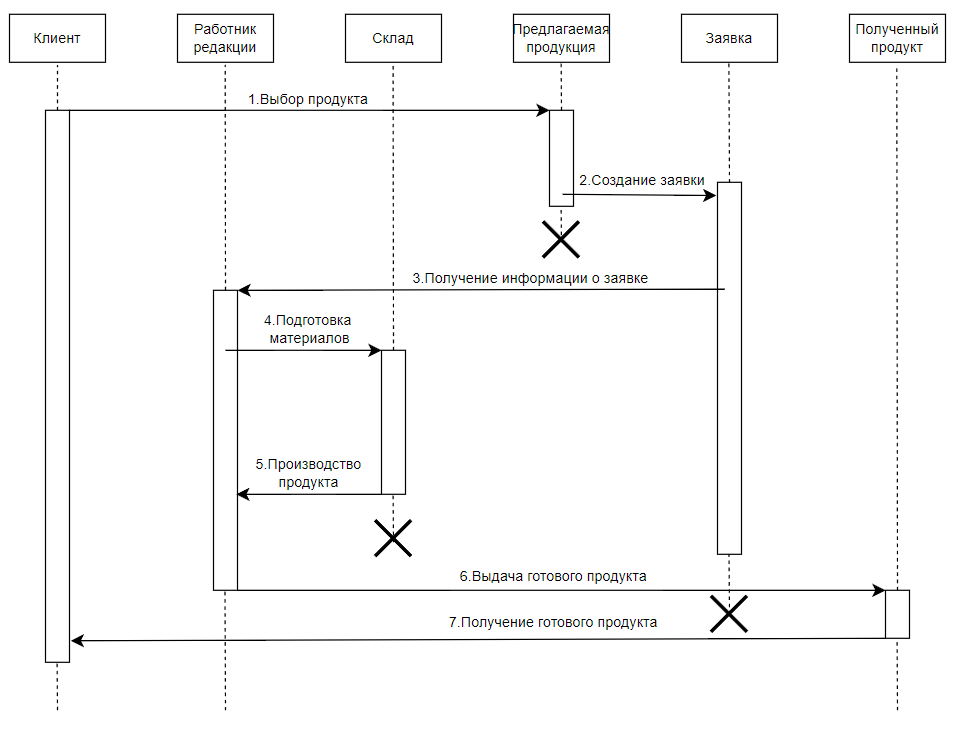 Клиент
Работник
редакции
Склад
Предлагаемая
продукция
Заявка
Полученный
продукт
1.Выбор продукта
2.Создание заявки
3.Получение информации о заявке
4.Подготовка
материалов
5.Производство
продукта
6.Выдача готового продукта
7.Получение готового продукта